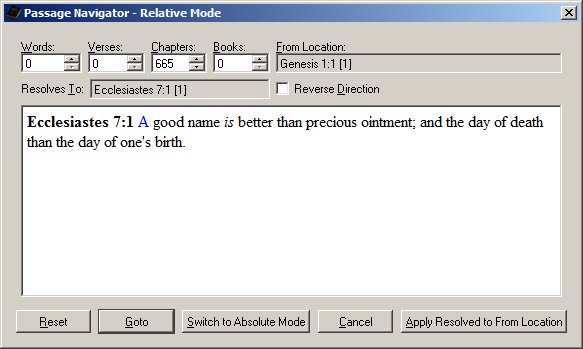 Passage Navigator - Relative Mode
Words: Verses: Chapters: Books: From Location:
0 0 665 0 Genesis 1:1 [1]
Resolves To: Ecclesiastes 7:1 [1] Reverse Direction
Ecclesiastes 7:1 A good name is better than precious ointment; and the day of death
than the day of one's birth.
Reset Goto Switch to Absolute Mode Cancel Apply Resolved to From Location